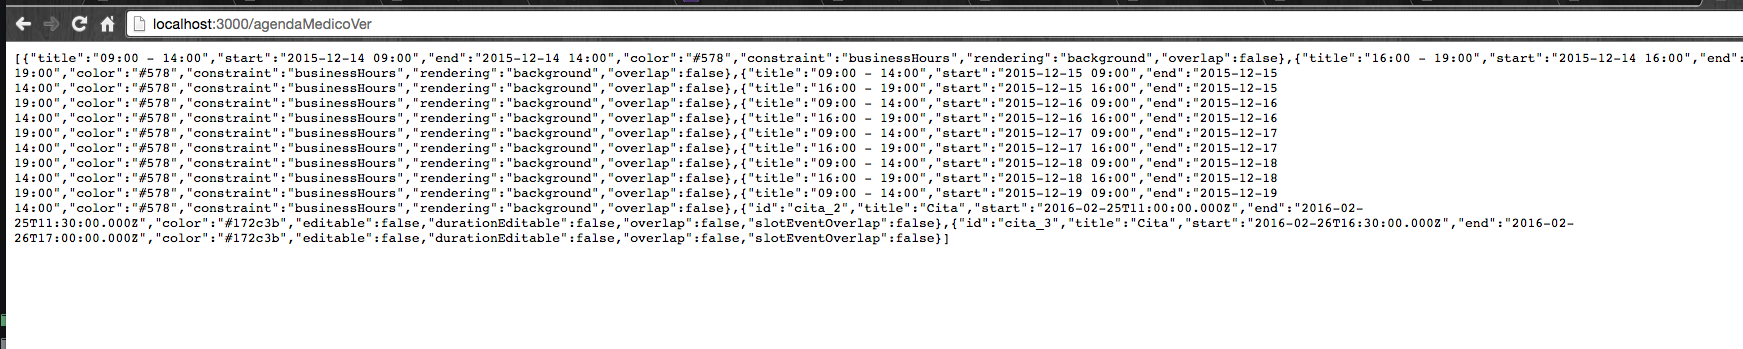 localhost:3000/agendaMedicoVer
[{"title":"09:00 - 14:00","start":"2015-12-14 09:00","end":"2015-12-14 14:00","color":"#578","constraint":"businessHours","rendering":"background","overlap":false},{"title":"16:00 - 19:00","start":"2015-12-14 16:00","end":
19:00","color":"#578","constraint":"businessHours","rendering":"background","overlap":false},{"title":"09:00 - 14:00","start":"2015-12-15 09:00","end":"2015-12-15
14:00","color":"#578","constraint":"businessHours","rendering":"background","overlap":false},{"title":"16:00 - 19:00","start":"2015-12-15 16:00","end":"2015-12-15
19:00","color":"#578","constraint":"businessHours","rendering":"background","overlap":false},{"title":"09:00 - 14:00","start":"2015-12-16 09:00","end":"2015-12-16
14:00","color":"#578","constraint":"businessHours","rendering":"background","overlap":false},{"title":"16:00 - 19:00","start":"2015-12-16 16:00","end":"2015-12-16
19:00","color":"#578","constraint":"businessHours","rendering":"background","overlap":false},{"title":"09:00 - 14:00","start":"2015-12-17 09:00","end":"2015-12-17
14:00","color":"#578","constraint":"businessHours","rendering":"background","overlap":false},{"title":"16:00 - 19:00","start":"2015-12-17 16:00","end":"2015-12-17
19:00","color":"#578","constraint":"businessHours","rendering":"background","overlap":false},{"title":"09:00 - 14:00","start":"2015-12-18 09:00","end":"2015-12-18
14:00","color":"#578","constraint":"businessHours","rendering":"background","overlap":false},{"title":"16:00 - 19:00","start":"2015-12-18 16:00","end":"2015-12-18
19:00","color":"#578","constraint":"businessHours","rendering":"background","overlap":false},{"title":"09:00 - 14:00","start":"2015-12-19 09:00","end":"2015-12-19
14:00","color":"#578","constraint":"businessHours","rendering":"background","overlap":false},{"id":"cita_2","title":"Cita","start":"2016-02-25T11:00:00.000Z","end":"2016-02-
25T11:30:00.000Z","color":"#172c3b","editable":false,"durationEditable":false,"overlap":false,"slotEventOverlap":false},{"id":"cita_3","title":"Cita","start":"2016-02-26T16:30:00.000Z","end":"2016-02-
26T17:00:00.000Z","color":"#172c3b","editable":false,"durationEditable":false,"overlap":false,"slotEventOverlap":false}]